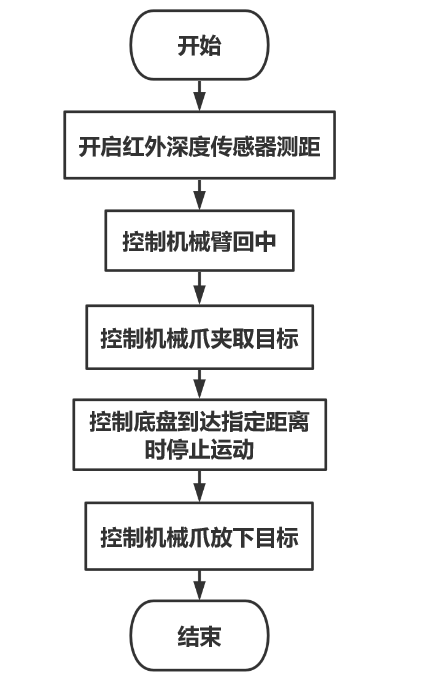 开始
开启红外深度传感器测距
控制机械臂回中
控制机械爪夹取目标
控制底盘到达指定距离
时停止运动
控制机械爪放下目标
结束